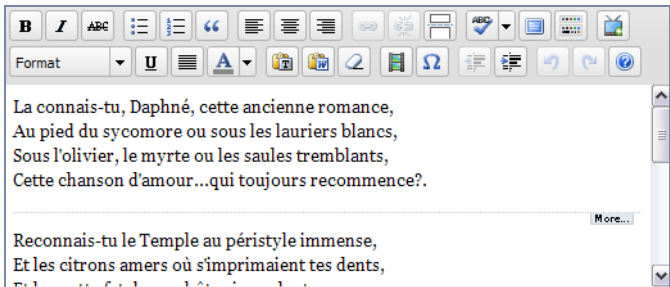 B I ABC ABC
Format U A T W Ω
La connais-tu, Daphné, cette ancienne romance,
Au pied du sycomore ou sous les lauriers blancs,
Sous l'olivier, le myrte ou les saules tremblants,
Cette chanson d'amour...qui toujours recommence?.
More...
Reconnais-tu le Temple au péristyle immense,
Et les citrons amers où s'imprimaient tes dents,